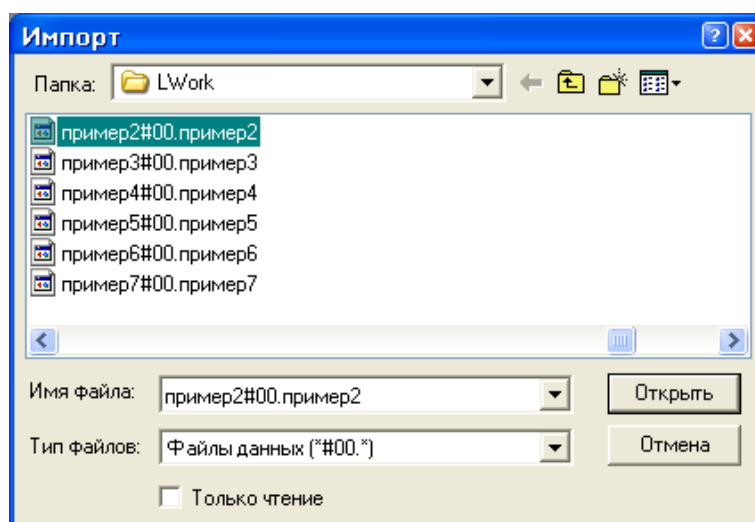 Импорт
Папка: LWork
пример2#00.пример2
пример3#00.пример3
пример4#00.пример4
пример5#00.пример5
пример6#00.пример6
пример7#00.пример7
Имя файла: пример2#00.пример2 Открыть
Тип файлов: Файлы данных (*#00.*) Отмена
Только чтение